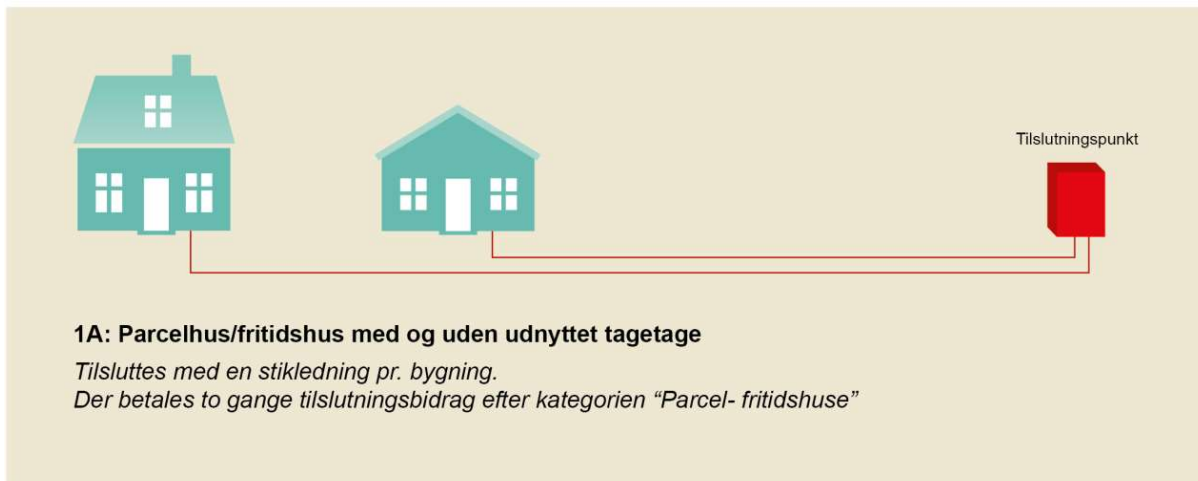 Tilslutningspunkt
1A: Parcelhus/fritidshus med og uden udnyttet tagetage
Tilsluttes med en stikledning pr. bygning.
Der betales to gange tilslutningsbidrag efter kategorien “Parcel- fritidshuse”